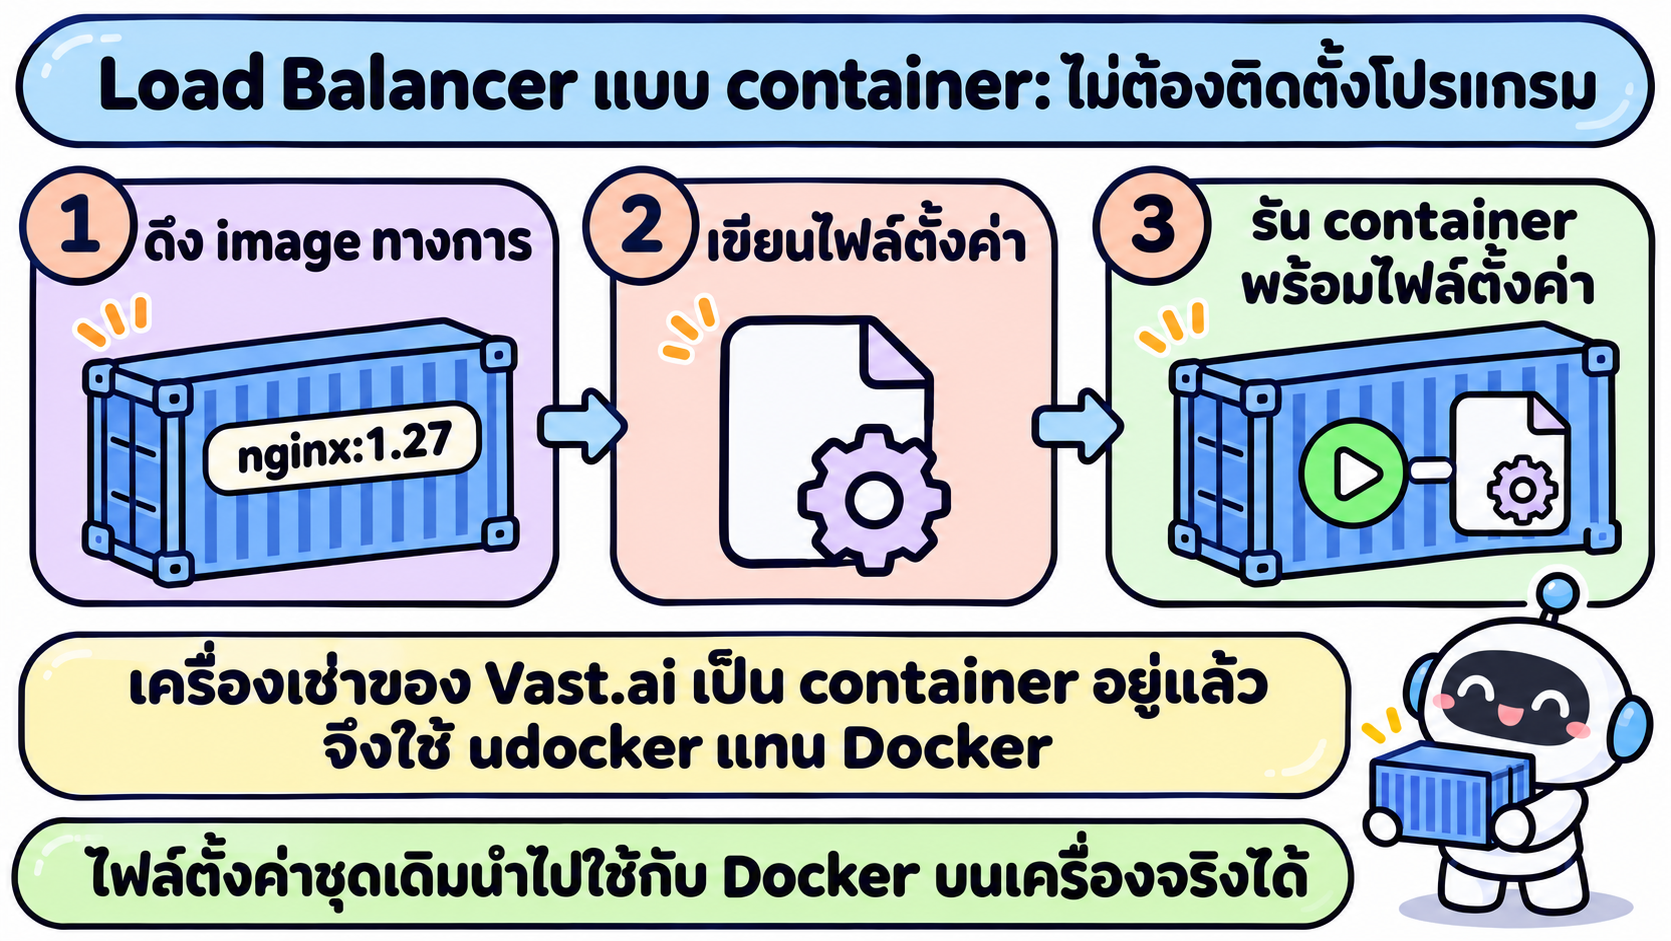 Load Balancer แบบ container: ไม่ต้องติดตั้งโปรแกรม
1
ดึง image ทางการ
nginx:1.27
2
เขียนไฟล์ตั้งค่า
3
รัน container
พร้อมไฟล์ตั้งค่า
เครื่องเช่าของ Vast.ai เป็น container อยู่แล้ว
จึงใช้ udocker แทน Docker
ไฟล์ตั้งค่าชุดเดิมนำไปใช้กับ Docker บนเครื่องจริงได้